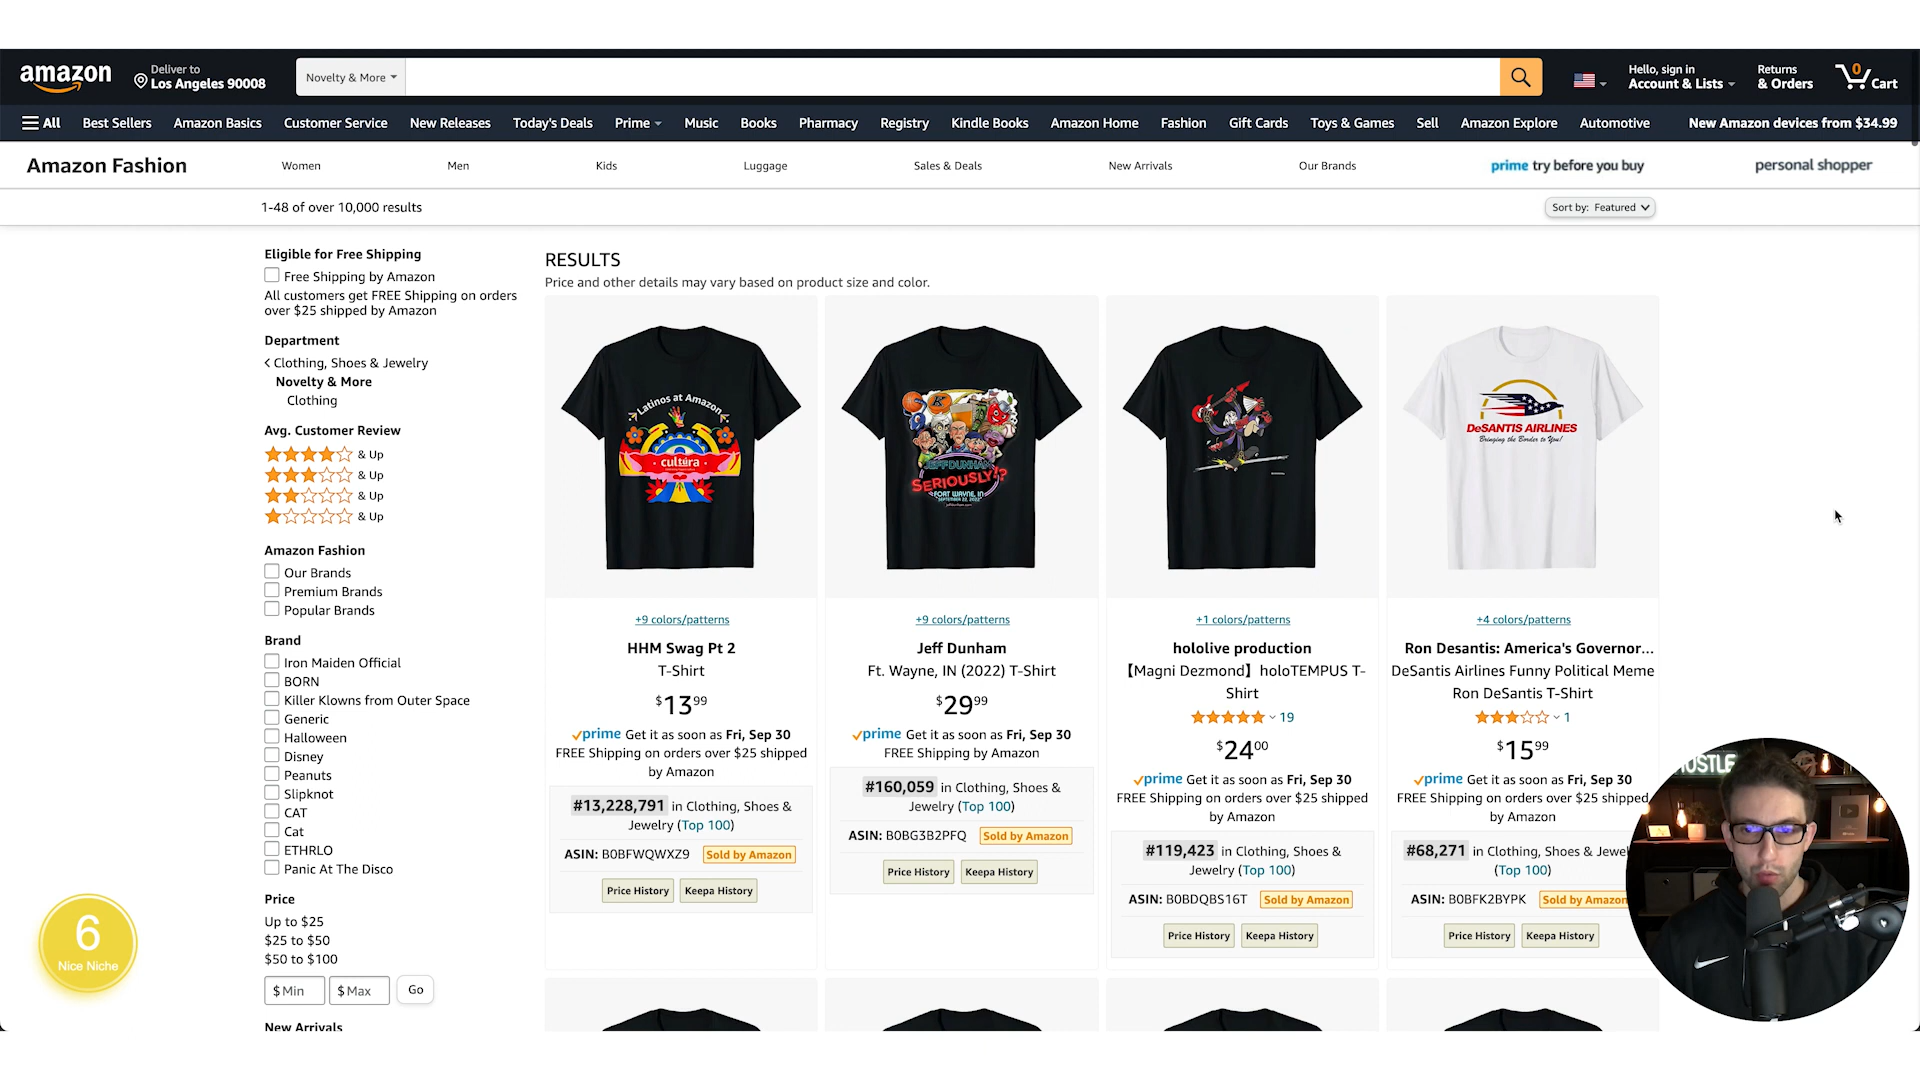 amazon
Deliver to
Los Angeles 90008
Novelty & More
Hello, sign in
Account & Lists
Returns
& Orders
0
Cart
All
Best Sellers
Amazon Basics
Customer Service
New Releases
Today's Deals
Prime
Music
Books
Pharmacy
Registry
Kindle Books
Amazon Home
Fashion
Gift Cards
Toys & Games
Sell
Amazon Explore
Automotive
New Amazon devices from $34.99
Amazon Fashion
Women
Men
Kids
Luggage
Sales & Deals
New Arrivals
Our Brands
prime try before you buy
personal shopper
1-48 of over 10,000 results
Sort by: Featured
Eligible for Free Shipping
Free Shipping by Amazon
All customers get FREE Shipping on orders
over $25 shipped by Amazon
Department
Clothing, Shoes & Jewelry
Novelty & More
Clothing
Avg. Customer Review
& Up
& Up
& Up
& Up
Amazon Fashion
Our Brands
Premium Brands
Popular Brands
Brand
Iron Maiden Official
BORN
Killer Klowns from Outer Space
Generic
Halloween
Disney
Peanuts
Slipknot
CAT
Cat
ETHRLO
Panic At The Disco
Price
Up to $25
$25 to $50
$50 to $100
$ Min
$ Max
Go
New Arrivals
6
Nice Niche
RESULTS
Price and other details may vary based on product size and color.
Latinos at Amazon
cultura
+9 colors/patterns
HHM Swag Pt 2
T-Shirt
$13.99
prime Get it as soon as Fri, Sep 30
FREE Shipping on orders over $25 shipped
by Amazon
#13,228,791 in Clothing, Shoes &
Jewelry (Top 100)
ASIN: B0BFWQWXZ9 Sold by Amazon
Price History
Keepa History
JEFF DUNHAM
SERIOUSLY!?
FORT WAYNE, IN
SEPTEMBER 22, 2022
+9 colors/patterns
Jeff Dunham
Ft. Wayne, IN (2022) T-Shirt
$29.99
prime Get it as soon as Fri, Sep 30
FREE Shipping by Amazon
#160,059 in Clothing, Shoes &
Jewelry (Top 100)
ASIN: B0BG3B2PFQ Sold by Amazon
Price History
Keepa History
+1 colors/patterns
hololive production
【Magni Dezmond】holoTEMPUS T-
Shirt
19
$24.00
prime Get it as soon as Fri, Sep 30
FREE Shipping on orders over $25 shipped
by Amazon
#119,423 in Clothing, Shoes &
Jewelry (Top 100)
ASIN: B0BDQBS16T Sold by Amazon
Price History
Keepa History
DeSANTIS AIRLINES
Bringing the Border to You!
+4 colors/patterns
Ron Desantis: America's Governor...
DeSantis Airlines Funny Political Meme
Ron DeSantis T-Shirt
1
$15.99
prime Get it as soon as Fri, Sep 30
FREE Shipping on orders over $25 shipped
by Amazon
#68,271 in Clothing, Shoes & Jewel
(Top 100)
ASIN: B0BFK2BYPK Sold by Amazon
Price History
Keepa History
USTLE